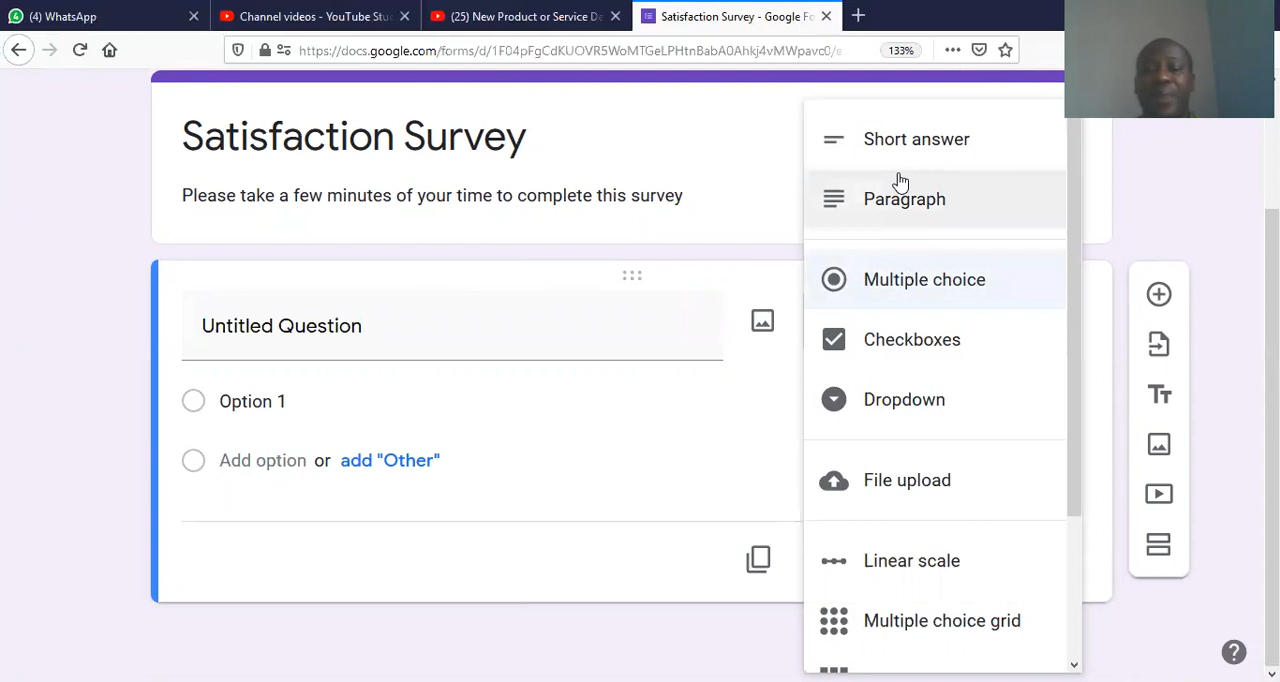 (4) WhatsApp
Channel videos - YouTube Stu
(25) New Product or Service De
Satisfaction Survey - Google Fo
https://docs.google.com/forms/d/1F04pFgCdKUOVR5WoMTGeLPHtnBabA0Ahkj4vMWpavc0/e
133%
Satisfaction Survey
Please take a few minutes of your time to complete this survey
Untitled Question
Option 1
Add option or add "Other"
Short answer
Paragraph
Multiple choice
Checkboxes
Dropdown
File upload
Linear scale
Multiple choice grid
Tт
?